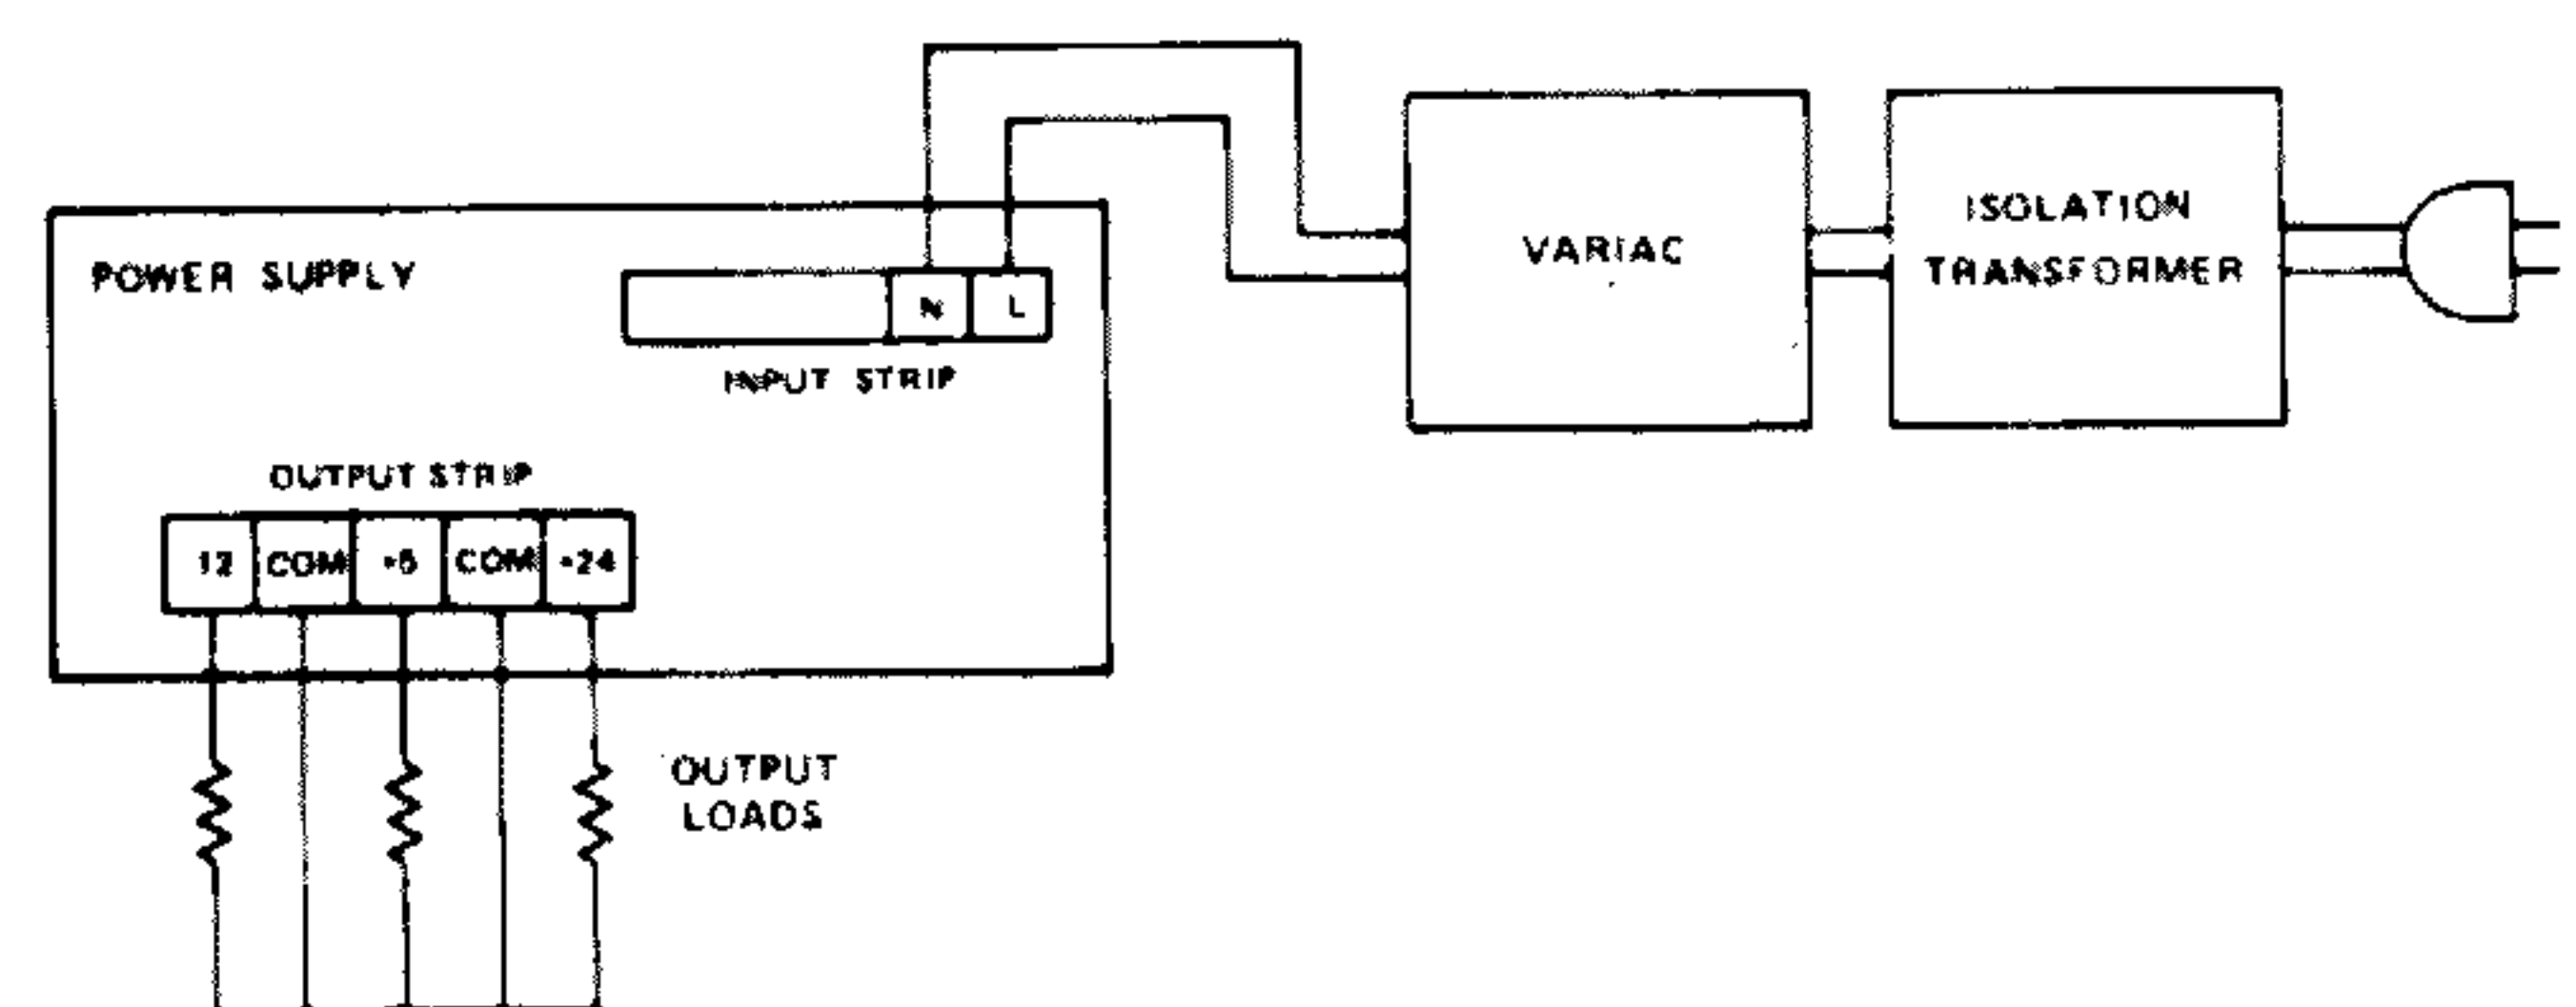 POWER SUPPLY
N L
INPUT STRIP
VARIAC
ISOLATION
TRANSFORMER
OUTPUT STRIP
12 COM +5 COM +24
OUTPUT
LOADS